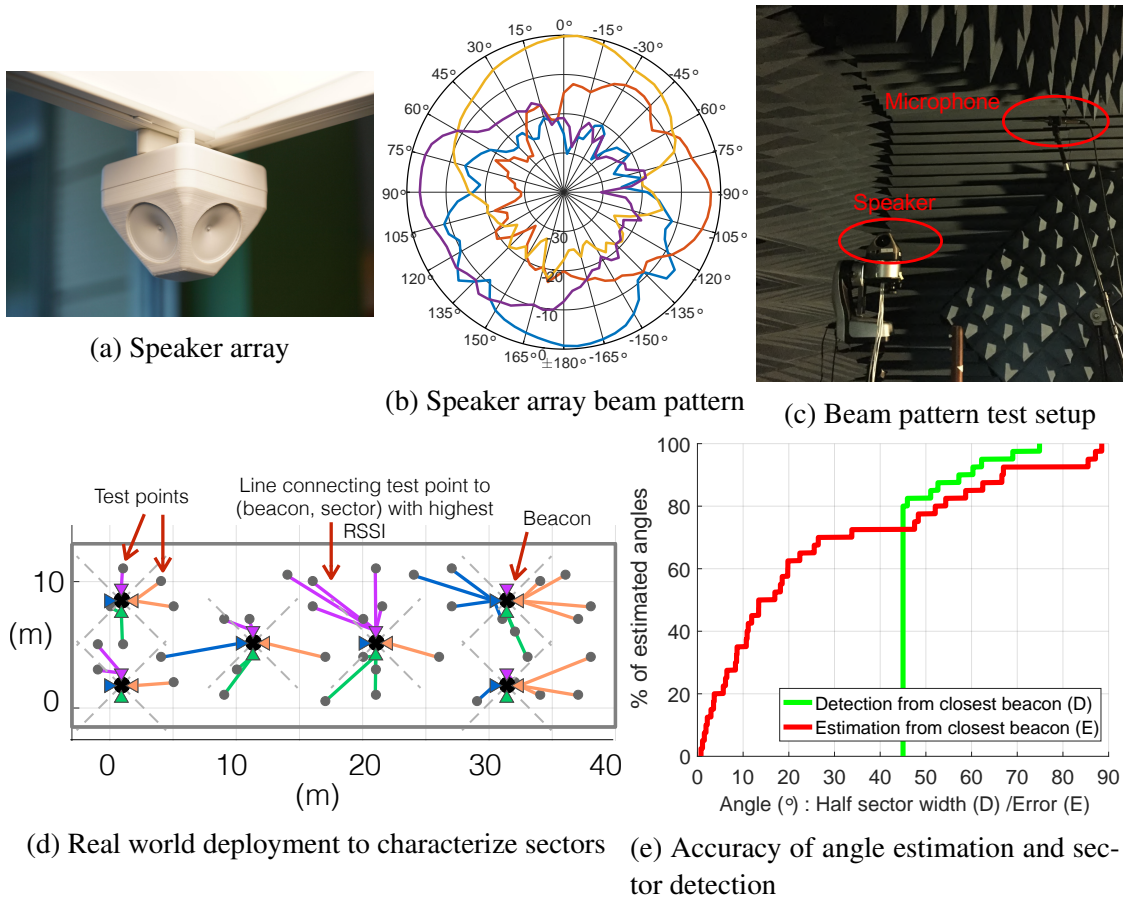 0°
15°
-15°
30°
-30°
45°
-45°
60°
-60°
75°
-75°
90°
-90°
105°
-105°
120°
-120°
135°
-135°
150°
-150°
165°
-165°
±180°
0
-10
-20
30
Microphone
Speaker
(a) Speaker array
(b) Speaker array beam pattern
(c) Beam pattern test setup
Test points
Line connecting test point to
(beacon, sector) with highest
RSSI
Beacon
10
(m)
0
0 10 20 30 40
(m)
(d) Real world deployment to characterize sectors
100
80
60
40
20
0
% of estimated angles
Detection from closest beacon (D)
Estimation from closest beacon (E)
0 10 20 30 40 50 60 70 80 90
Angle (°) : Half sector width (D) /Error (E)
(e) Accuracy of angle estimation and sec-
tor detection